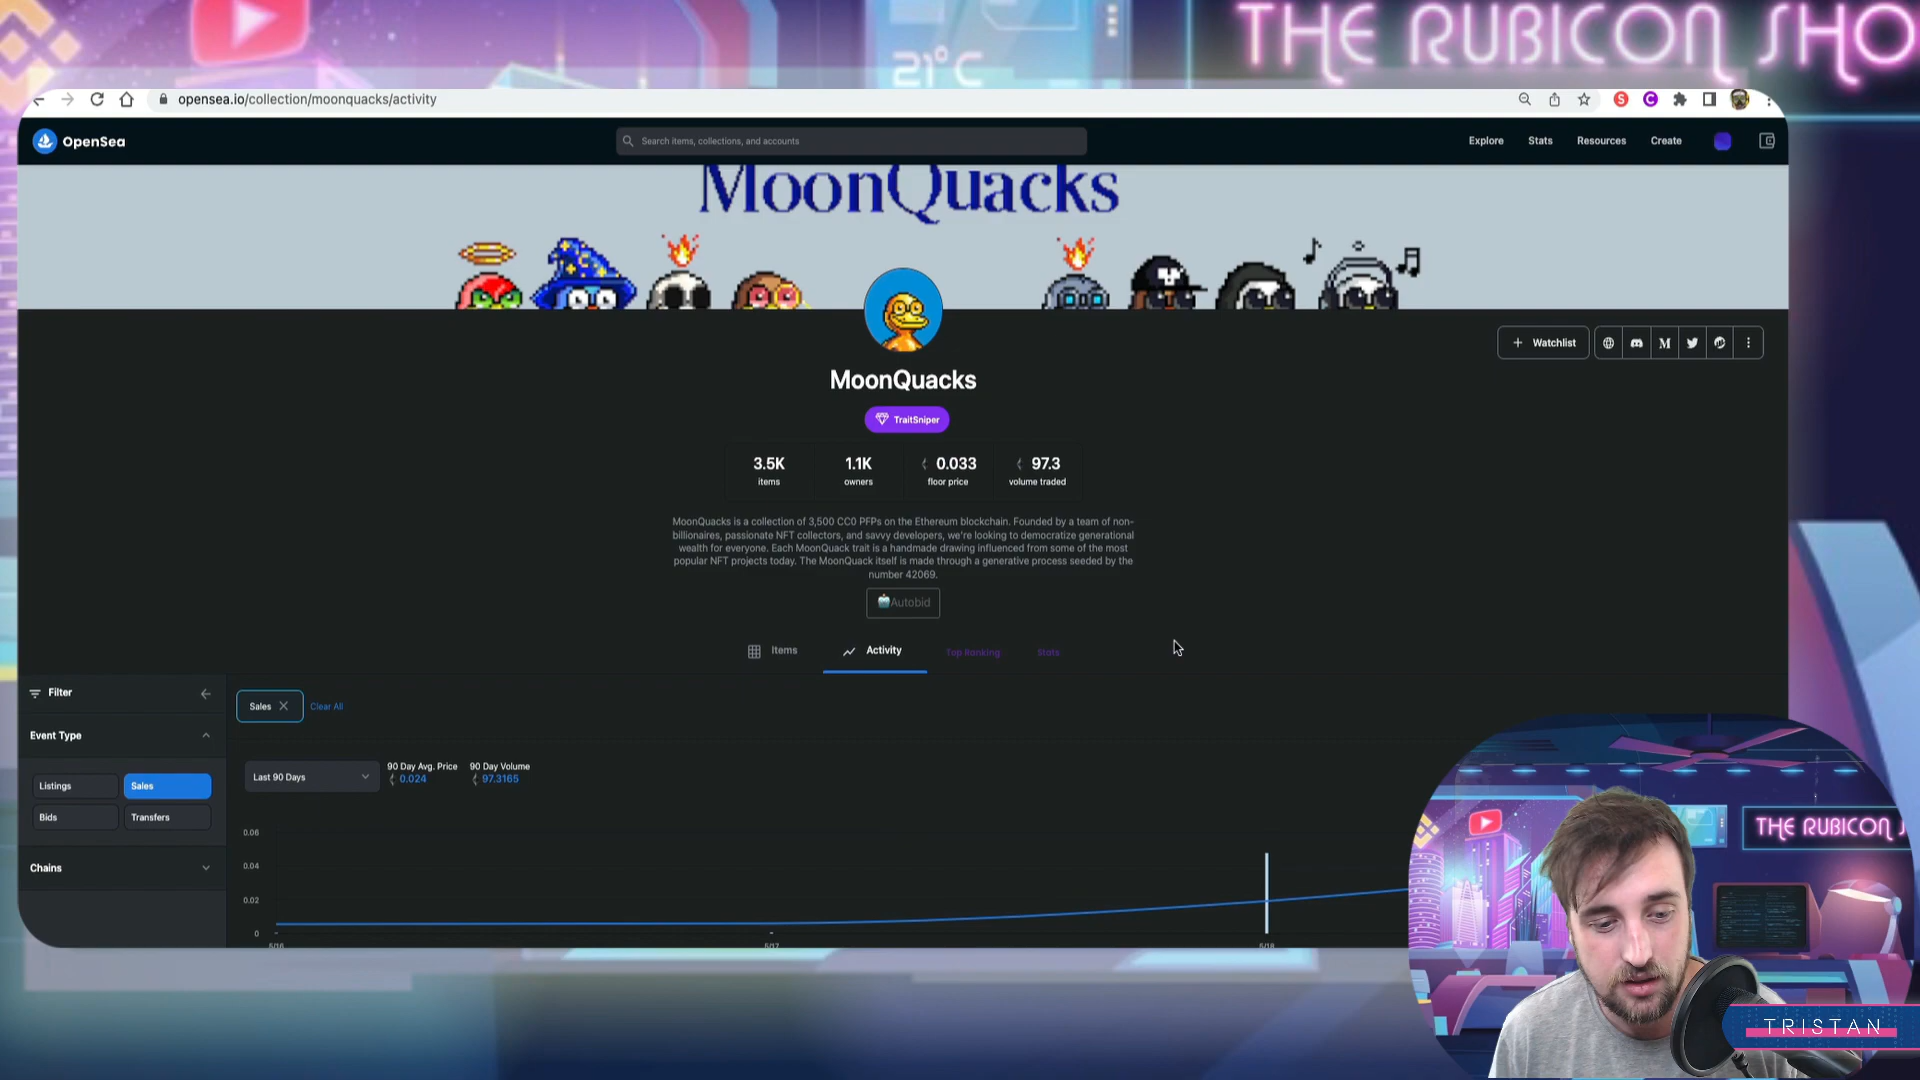 THE RUBICON SHO
21°C
opensea.io/collection/moonquacks/activity
OpenSea
Search items, collections, and accounts
Explore
Stats
Resources
Create
MoonQuacks
+ Watchlist
MoonQuacks
TraitSniper
3.5K
1.1K
0.033
97.3
items
owners
floor price
volume traded
MoonQuacks is a collection of 3,500 CC0 PFPs on the Ethereum blockchain. Founded by a team of non-
billionaires, passionate NFT collectors, and savvy developers, we're looking to democratize generational
wealth for everyone. Each MoonQuack trait is a handmade drawing influenced from some of the most
popular NFT projects today. The MoonQuack itself is made through a generative process seeded by the
number 42069.
Autobid
Items
Activity
Top Ranking
Stats
Filter
Sales
Clear All
Event Type
Listings
Sales
Bids
Transfers
Chains
Last 90 Days
90 Day Avg. Price
90 Day Volume
0.024
97.3165
0.06
0.04
0.02
0
5/16
5/17
5/18
THE RUBICON
TRISTAN